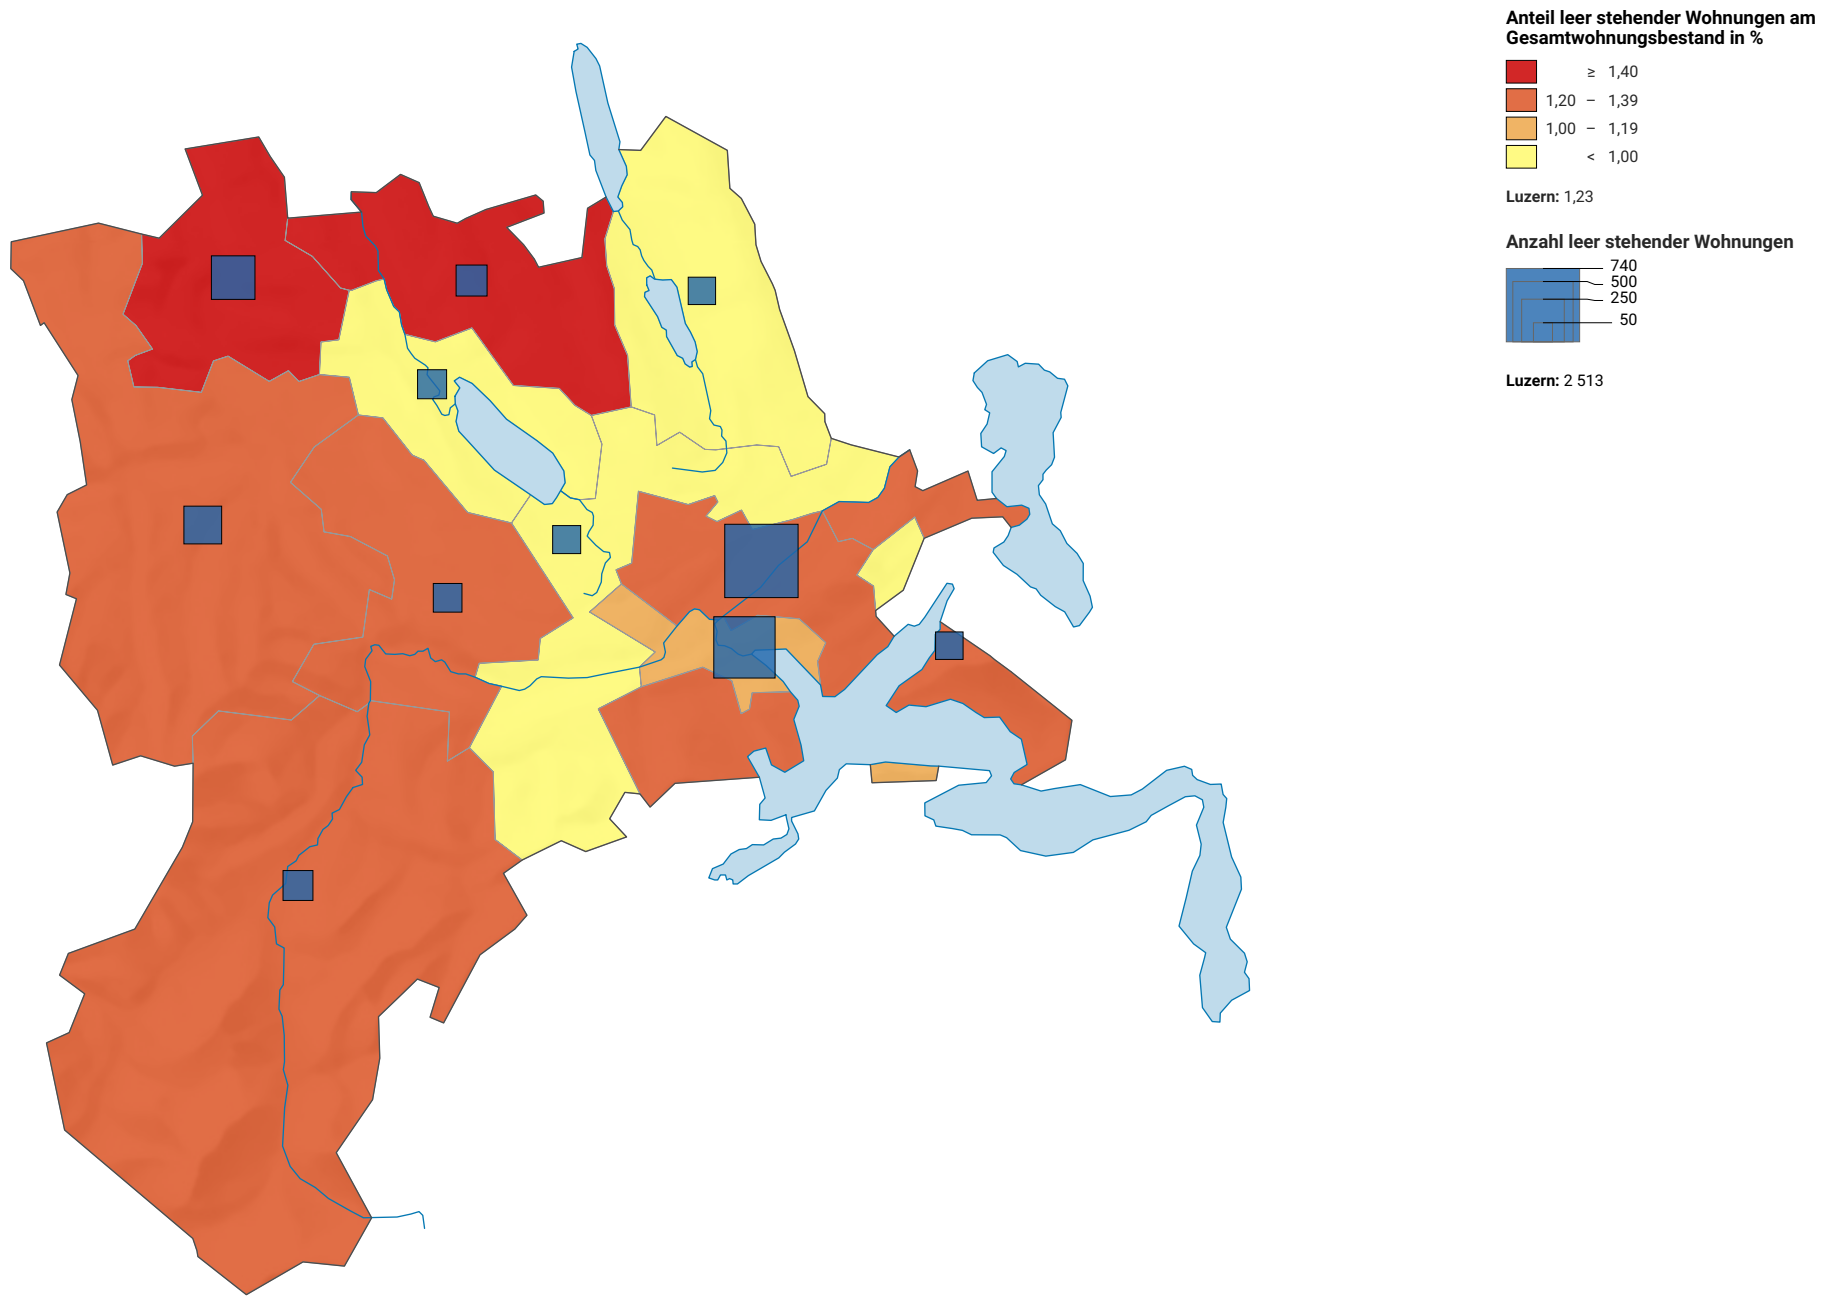 Anteil leer stehender Wohnungen am
Gesamtwohnungsbestand in %
≥ 1,40
1,20 – 1,39
1,00 – 1,19
< 1,00
Luzern: 1,23
Anzahl leer stehender Wohnungen
740
500
250
50
Luzern: 2 513